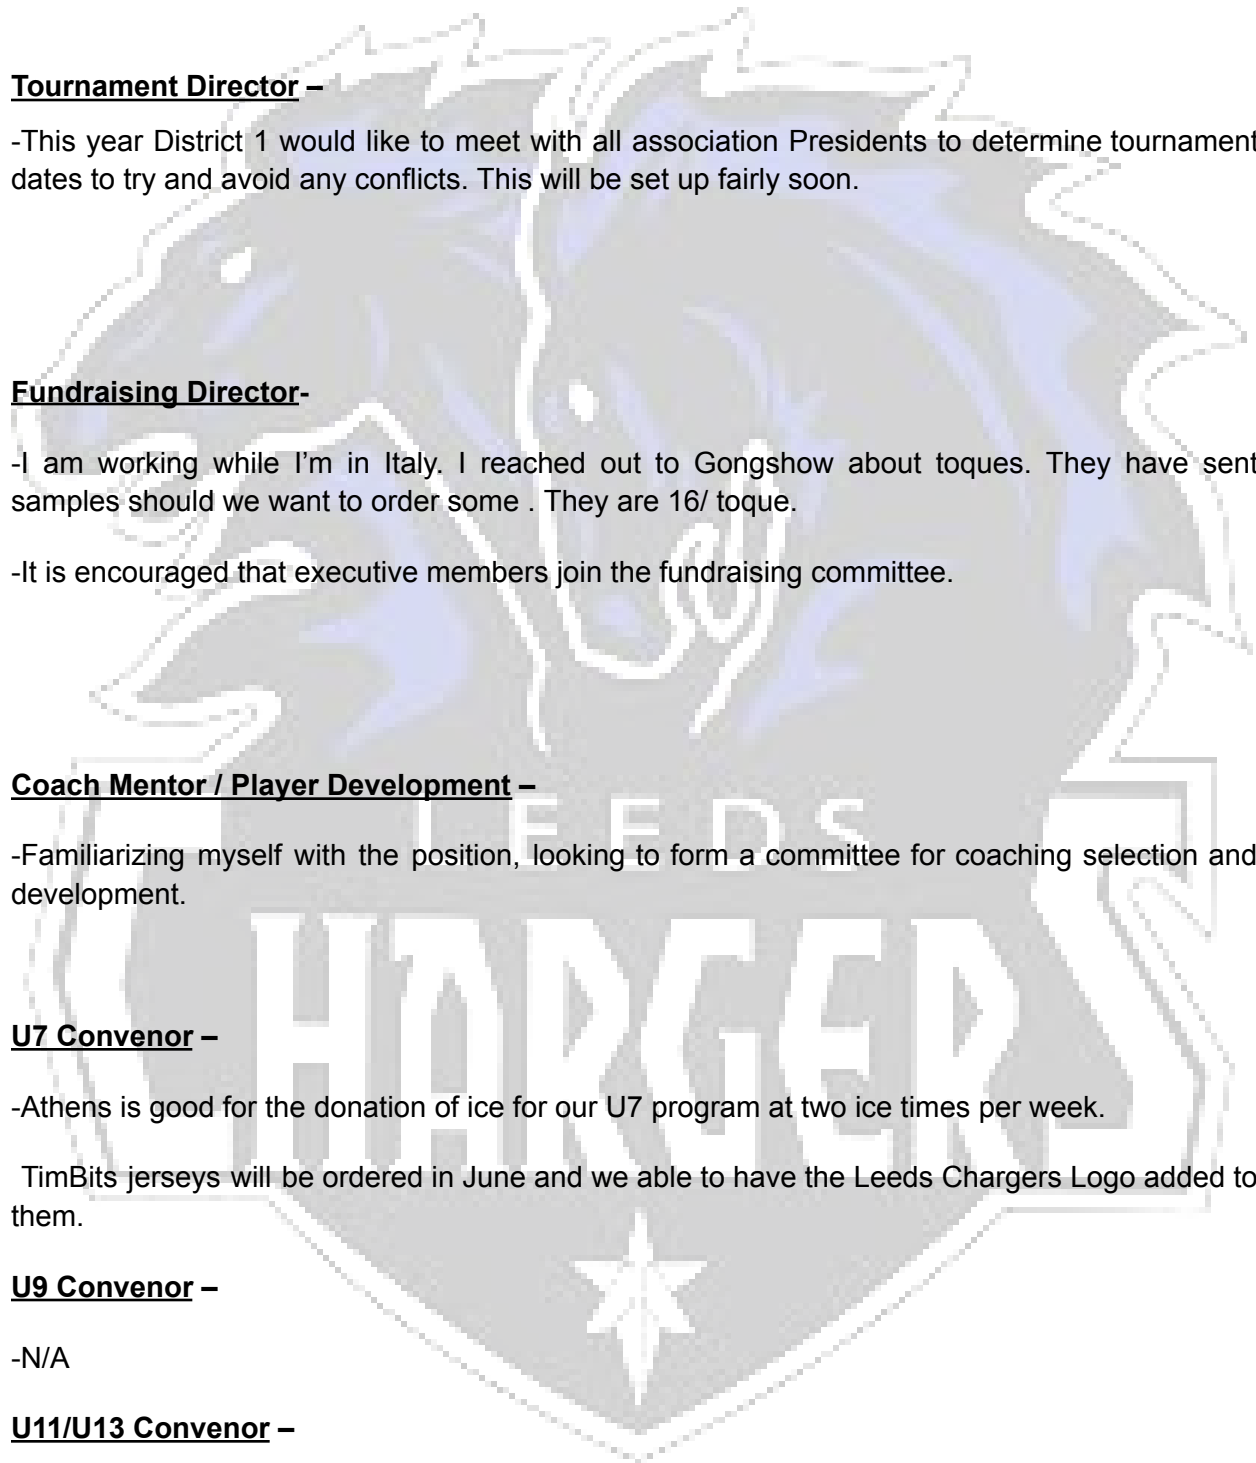 Tournament Director –
-This year District 1 would like to meet with all association Presidents to determine tournament
dates to try and avoid any conflicts. This will be set up fairly soon.
Fundraising Director-
-I am working while I’m in Italy. I reached out to Gongshow about toques. They have sent
samples should we want to order some . They are 16/ toque.
-It is encouraged that executive members join the fundraising committee.
Coach Mentor / Player Development –
LEEDS
-Familiarizing myself with the position, looking to form a committee for coaching selection and
development.
CHARGERS
U7 Convenor –
-Athens is good for the donation of ice for our U7 program at two ice times per week.
TimBits jerseys will be ordered in June and we able to have the Leeds Chargers Logo added to
them.
U9 Convenor –
-N/A
U11/U13 Convenor –